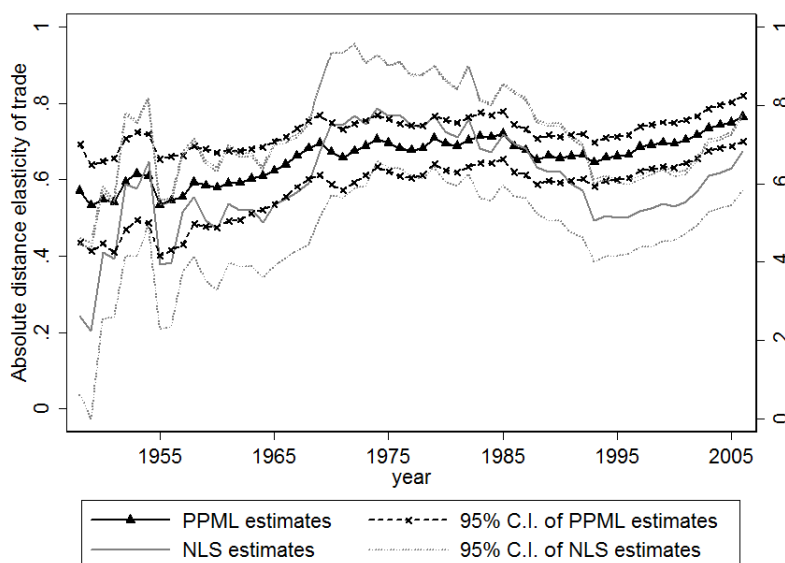 Absolute distance elasticity of trade
1
.8
.6
.4
.2
0
1
.8
.6
.4
.2
0
1955 1965 1975 1985 1995 2005
year
PPML estimates 95% C.I. of PPML estimates
NLS estimates 95% C.I. of NLS estimates